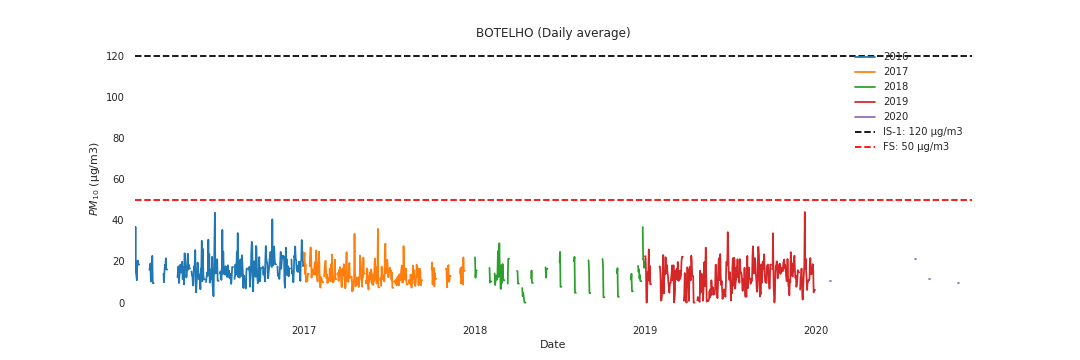 BOTELHO (Daily average)
120
100
80
60
40
20
0
PM10 (μg/m3)
2016
2017
2018
2019
2020
IS-1: 120 μg/m3
FS: 50 μg/m3
2017 2018 2019 2020
Date